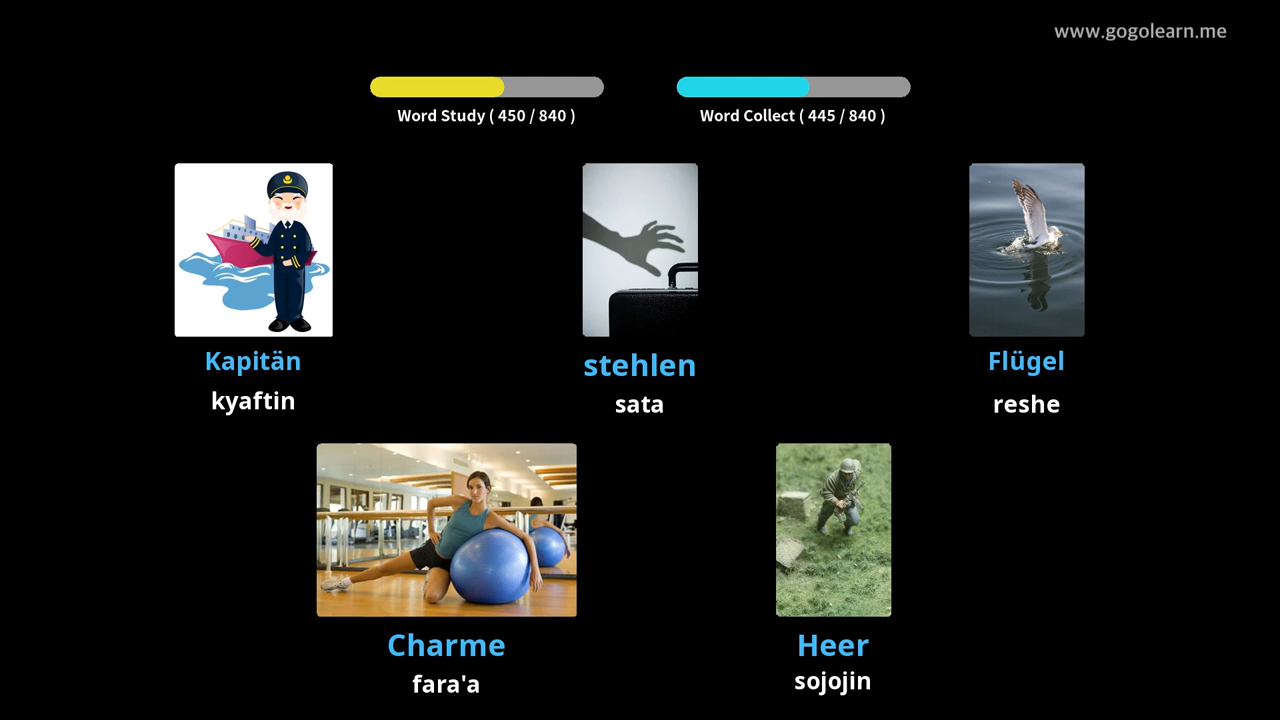 www.gogolearn.me
Word Study ( 450 / 840 )
Word Collect ( 445 / 840 )
Kapitän
kyaftin
stehlen
sata
Flügel
reshe
Charme
fara'a
Heer
sojojin